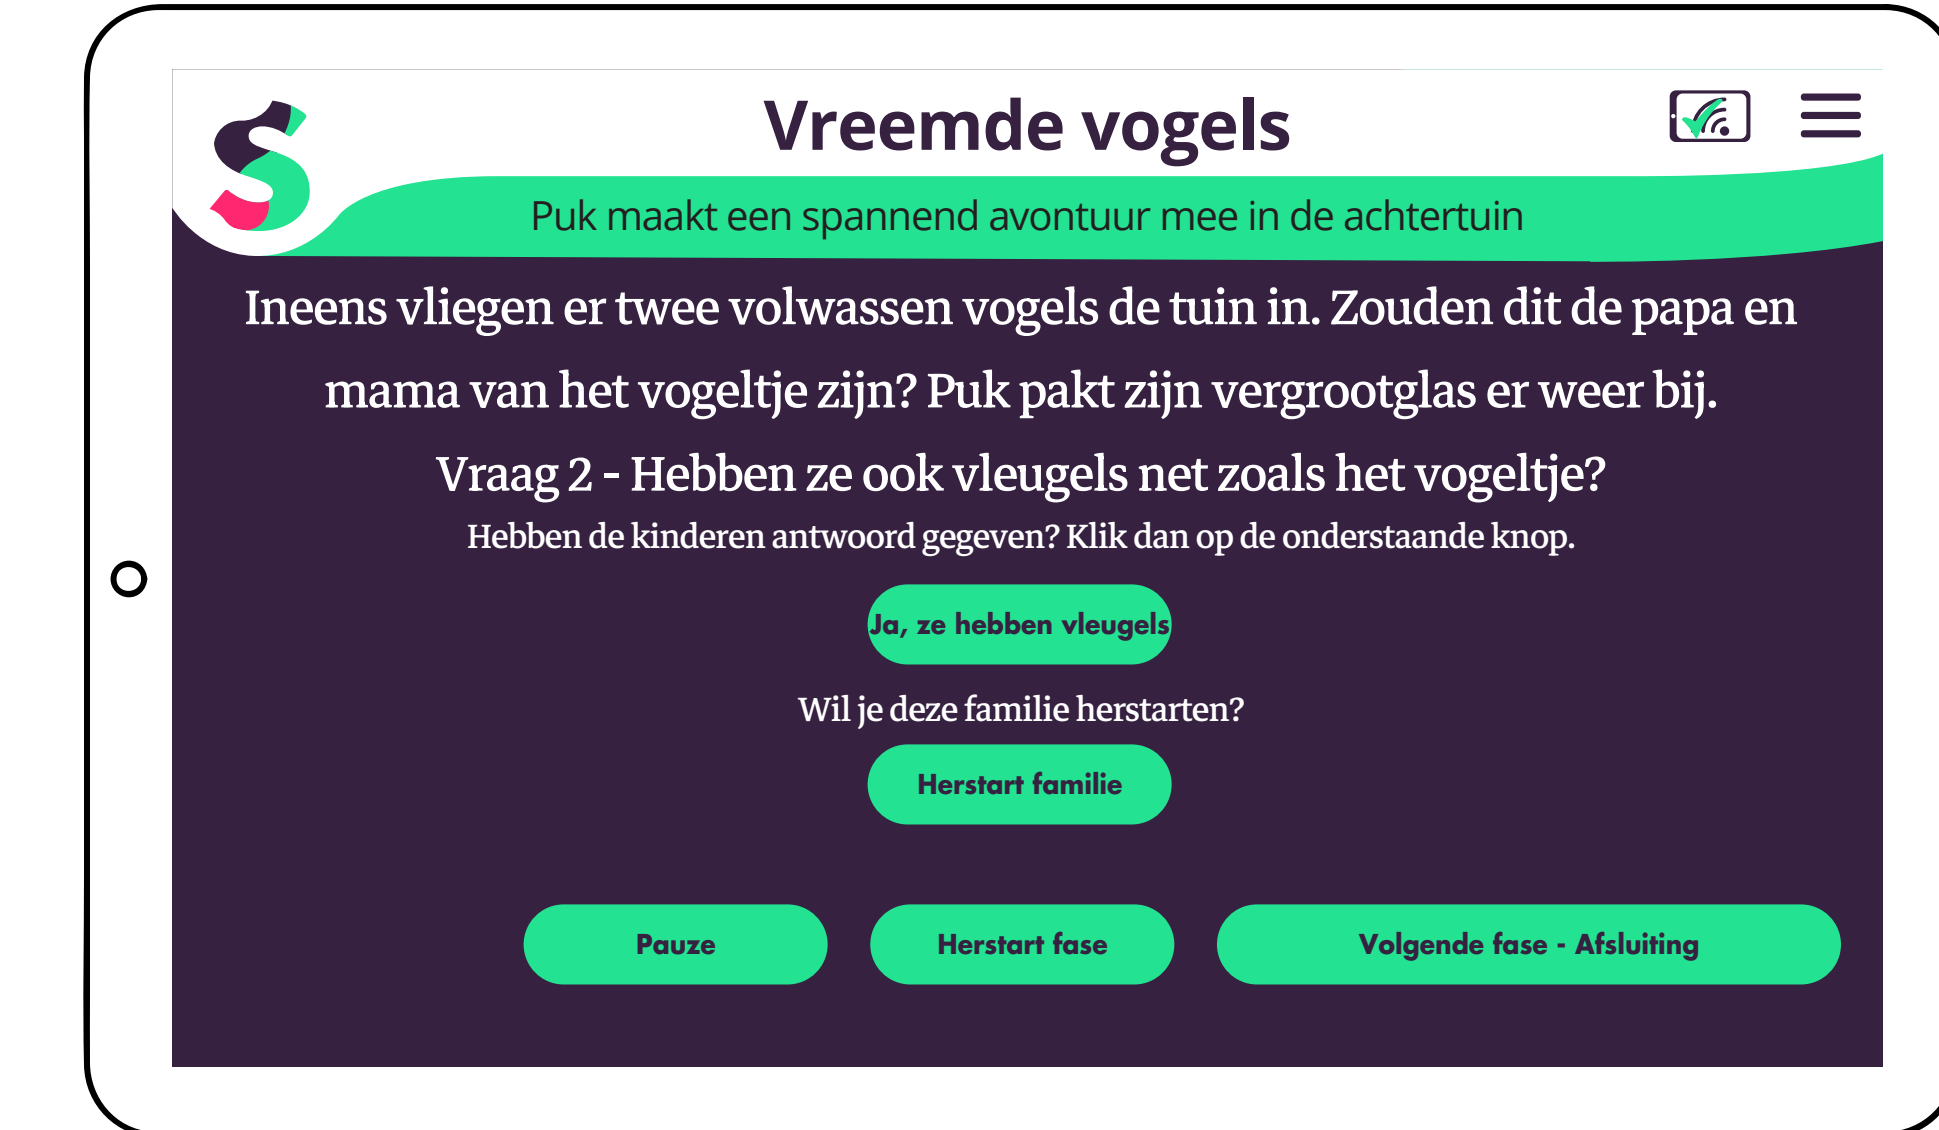 Vreemde vogels
Puk maakt een spannend avontuur mee in de achtertuin
Ineens vliegen er twee volwassen vogels de tuin in. Zouden dit de papa en
mama van het vogeltje zijn? Puk pakt zijn vergrootglas er weer bij.
Vraag 2 - Hebben ze ook vleugels net zoals het vogeltje?
Hebben de kinderen antwoord gegeven? Klik dan op de onderstaande knop.
Ja, ze hebben vleugels
Wil je deze familie herstarten?
Herstart familie
Pauze
Herstart fase
Volgende fase - Afsluiting